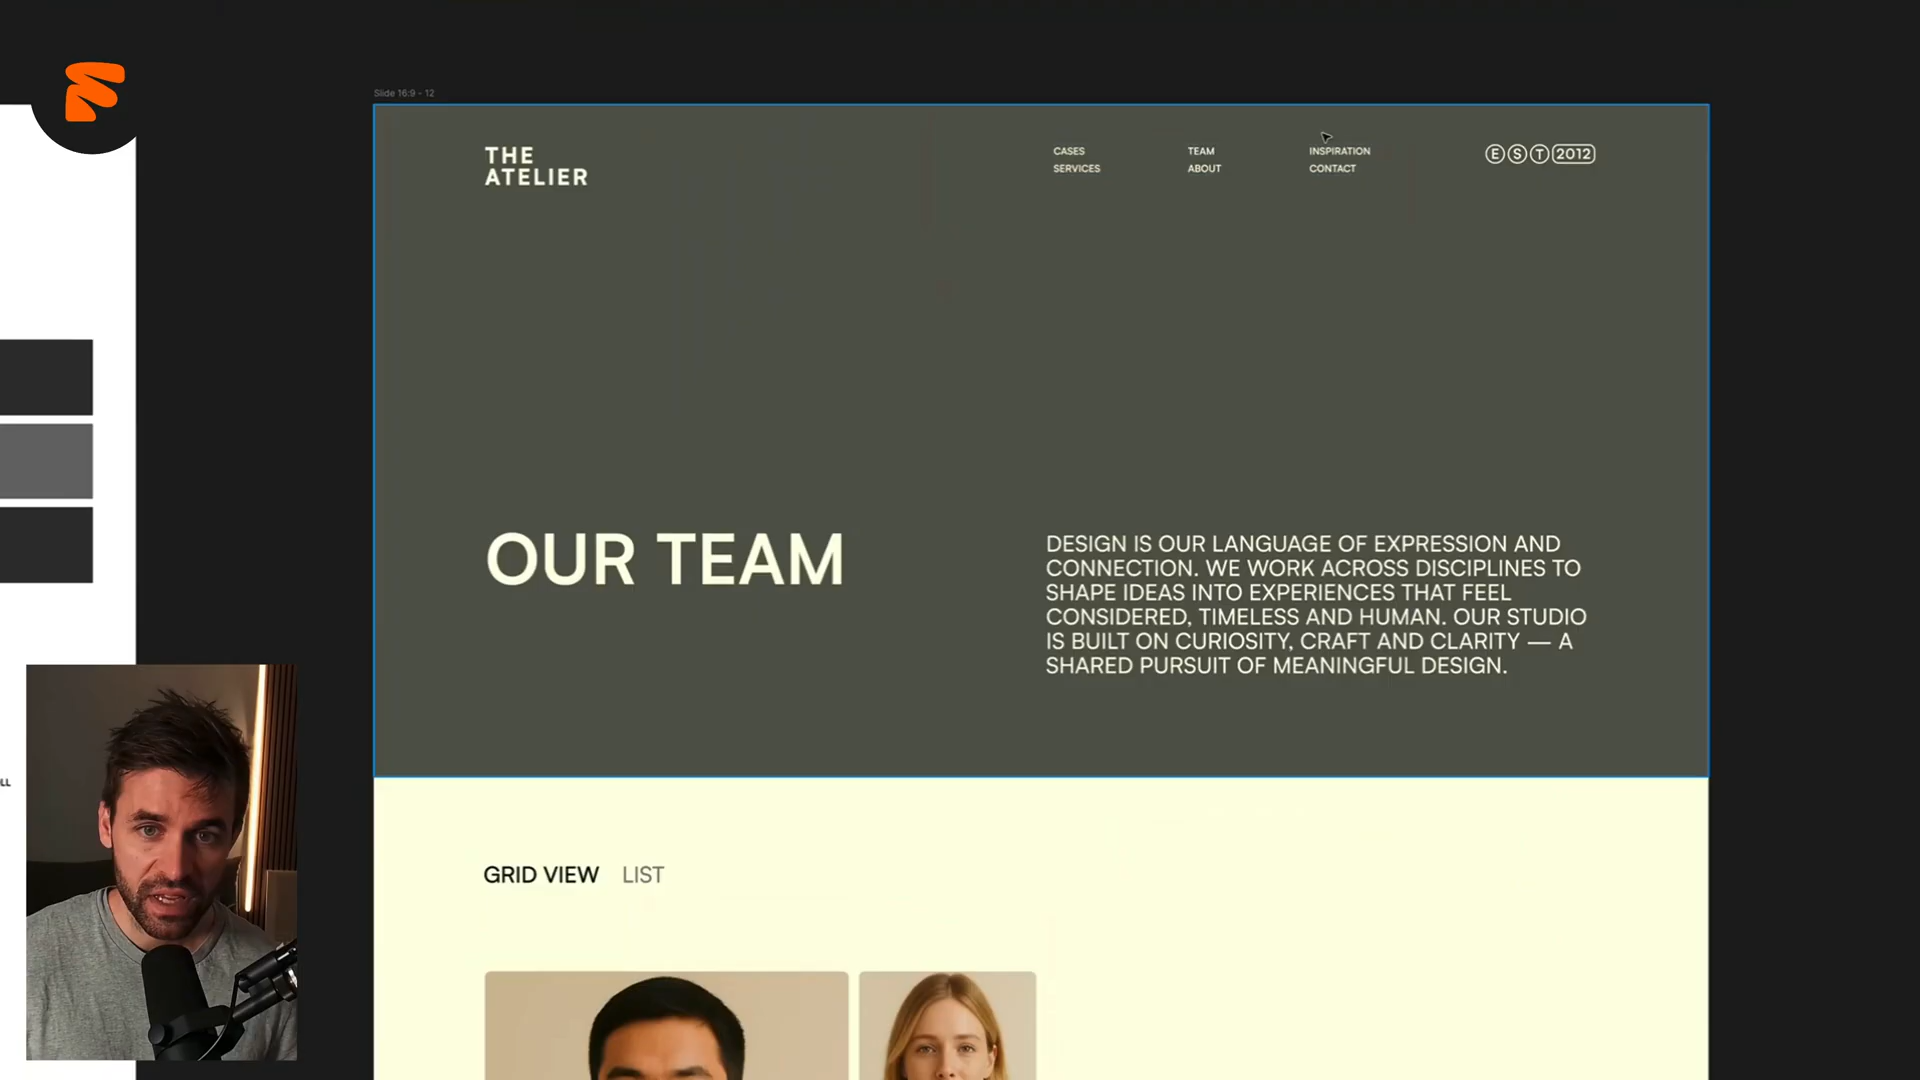 Slide 16:9 - 12
THE
ATELIER
CASES
SERVICES
TEAM
ABOUT
INSPIRATION
CONTACT
EST 2012
OUR TEAM
DESIGN IS OUR LANGUAGE OF EXPRESSION AND
CONNECTION. WE WORK ACROSS DISCIPLINES TO
SHAPE IDEAS INTO EXPERIENCES THAT FEEL
CONSIDERED, TIMELESS AND HUMAN. OUR STUDIO
IS BUILT ON CURIOSITY, CRAFT AND CLARITY — A
SHARED PURSUIT OF MEANINGFUL DESIGN.
LL
GRID VIEW LIST